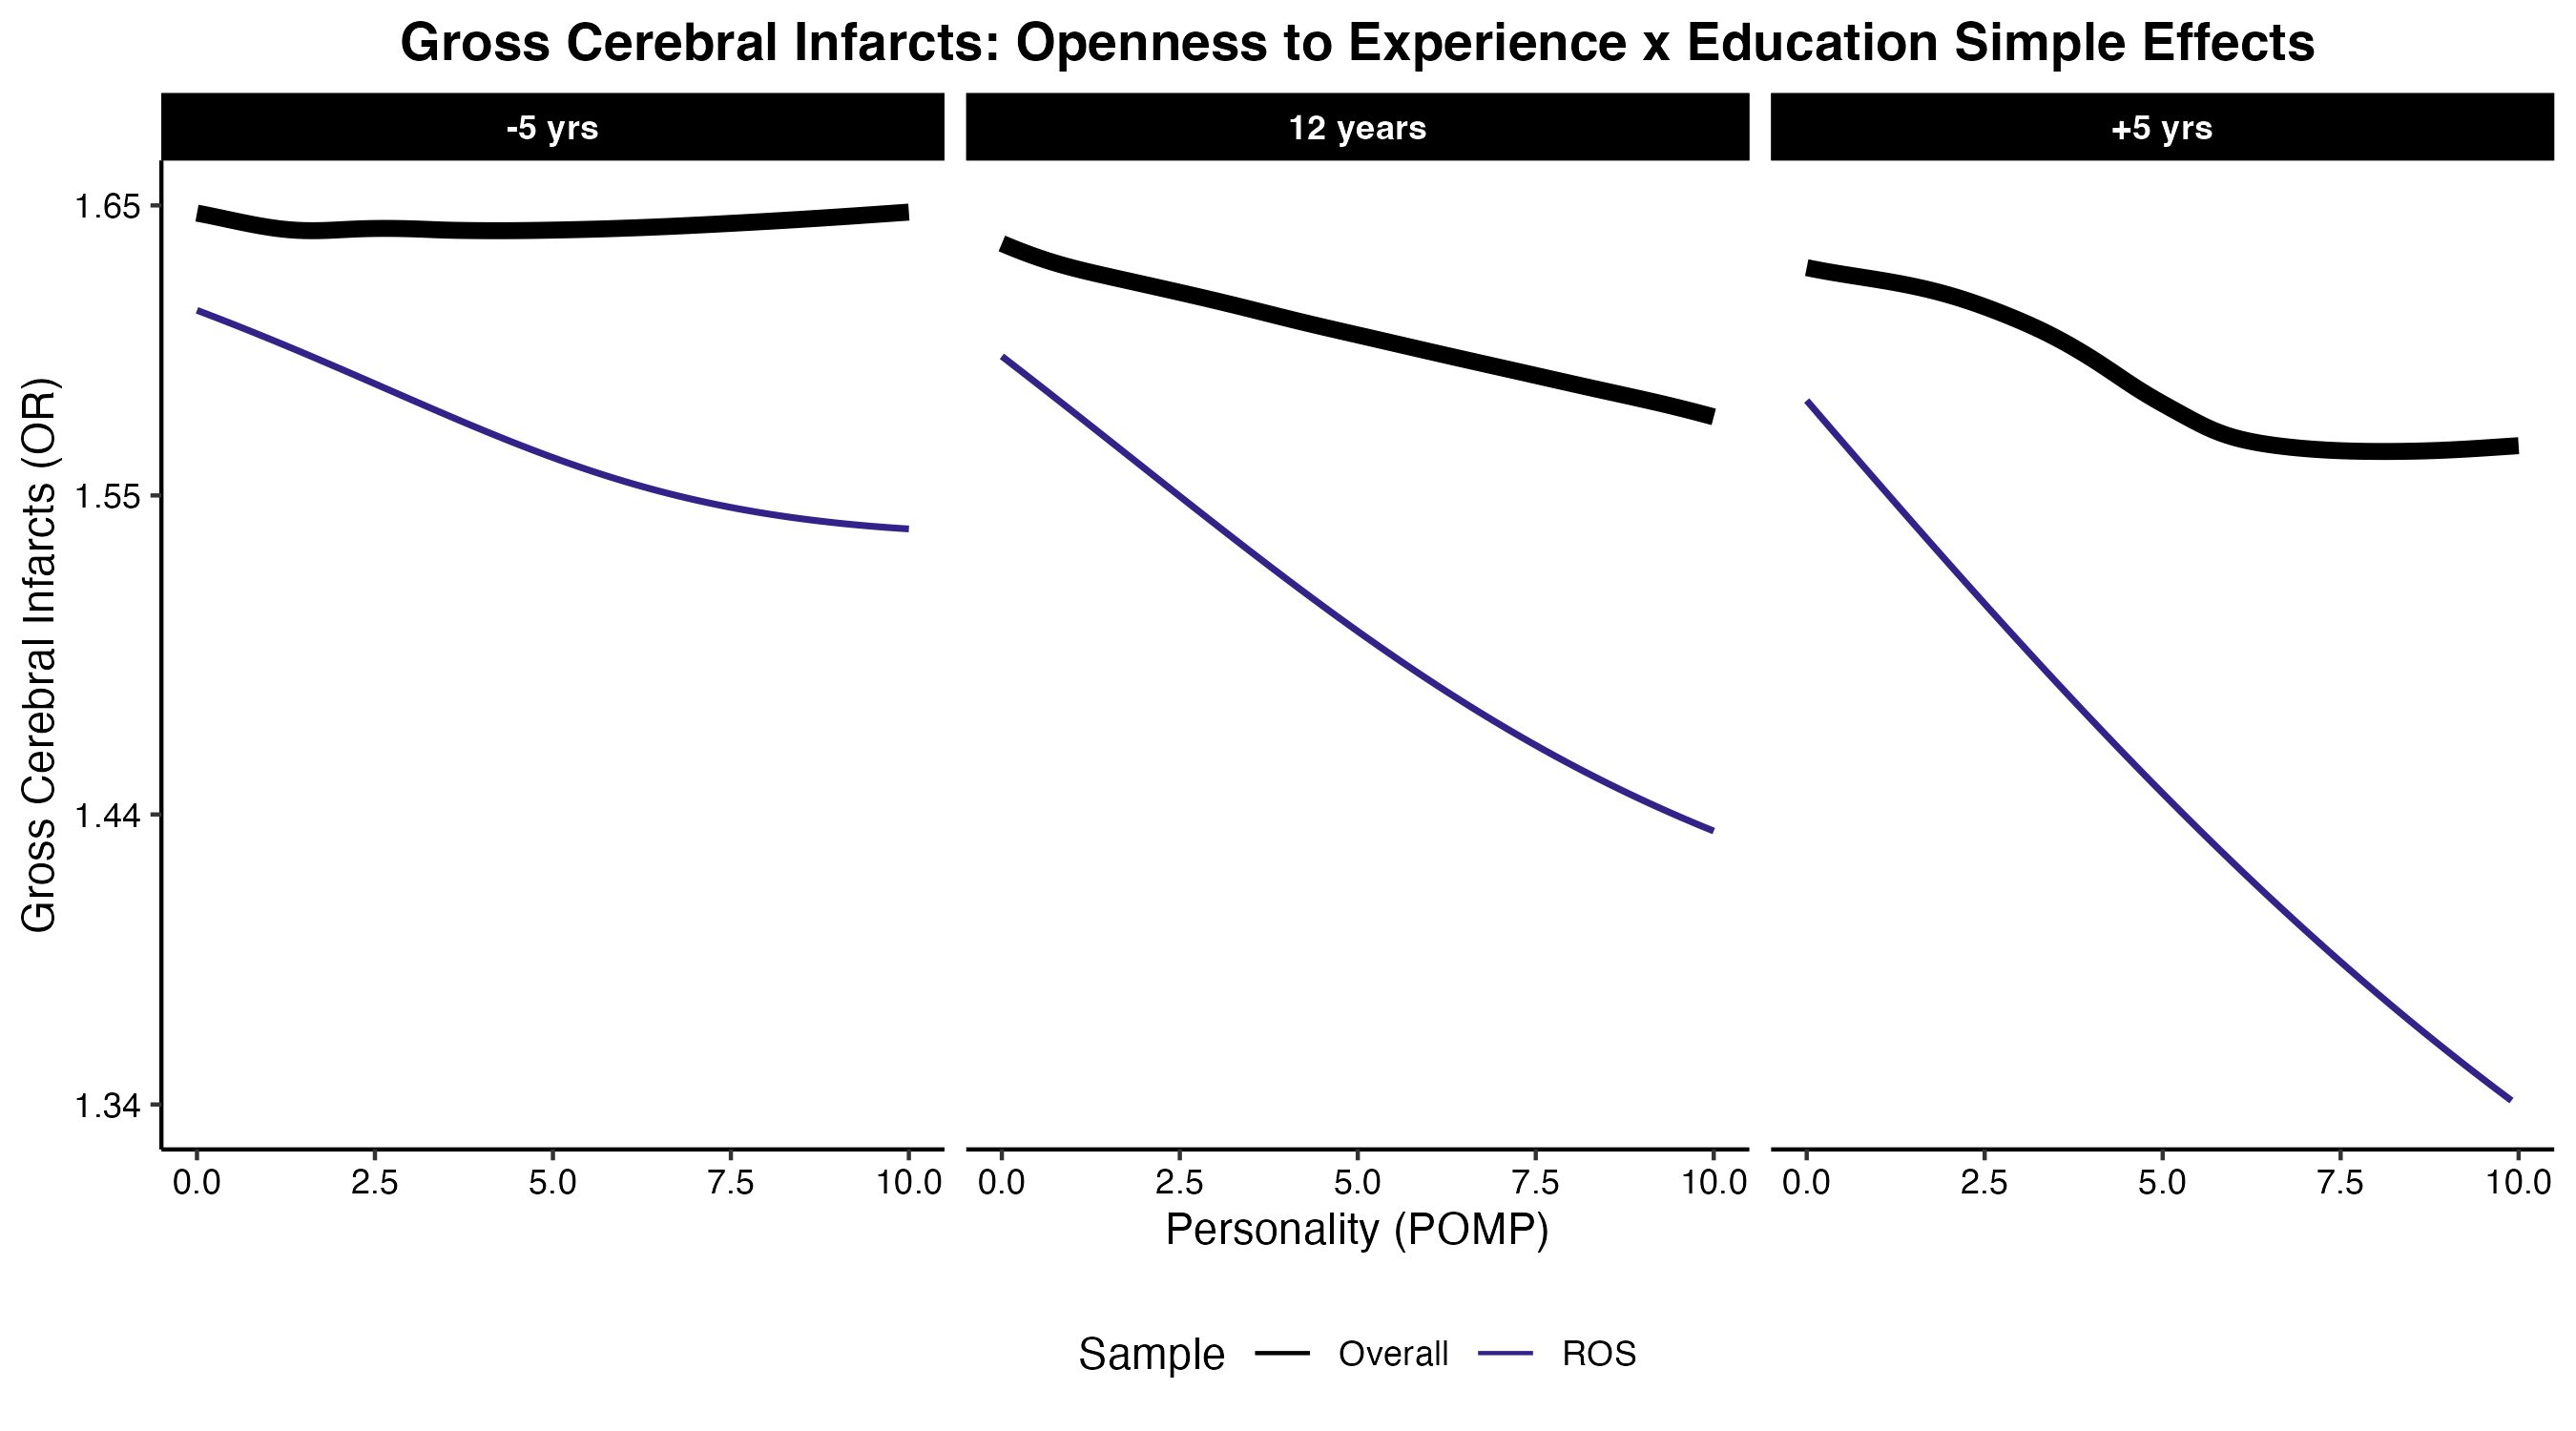 Gross Cerebral Infarcts: Openness to Experience x Education Simple Effects
-5 yrs 12 years +5 yrs
Gross Cerebral Infarcts (OR)
1.65
1.55
1.44
1.34
0.0 2.5 5.0 7.5 10.0 0.0 2.5 5.0 7.5 10.0 0.0 2.5 5.0 7.5 10.0
Personality (POMP)
Sample Overall ROS